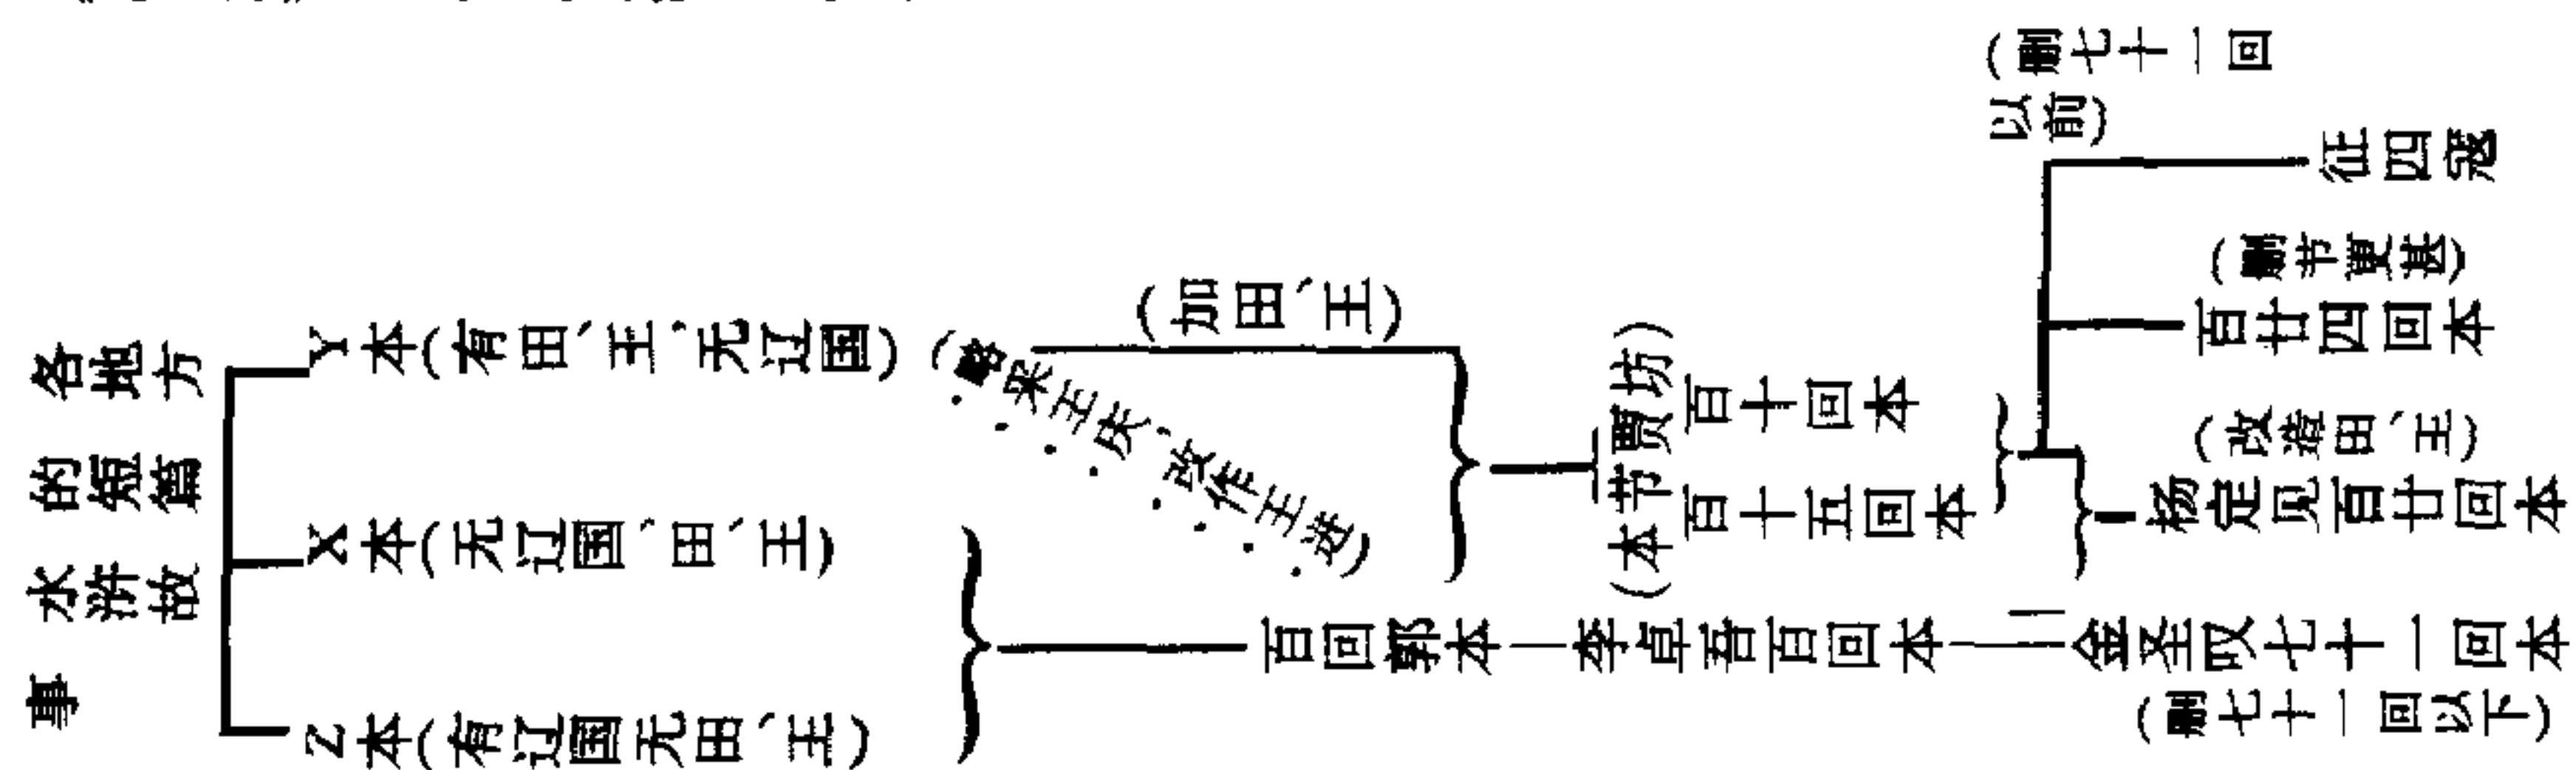 各地方
的短篇
水浒故
事
Y本(有田、王、无辽国)
(略采王庆,改作王进)
X本(无辽国、田、王)
Z本(有辽国无田、王)
(加田、王)
百回郭本—李卓吾百回本—金圣叹七十一回本
(删七十一回以下)
(本节贾坊)
百十回本
百十五回本
(删七十一回
以前)
征四寇
(删节更甚)
百廿四回本
(改造田、王)
杨定见百廿回本